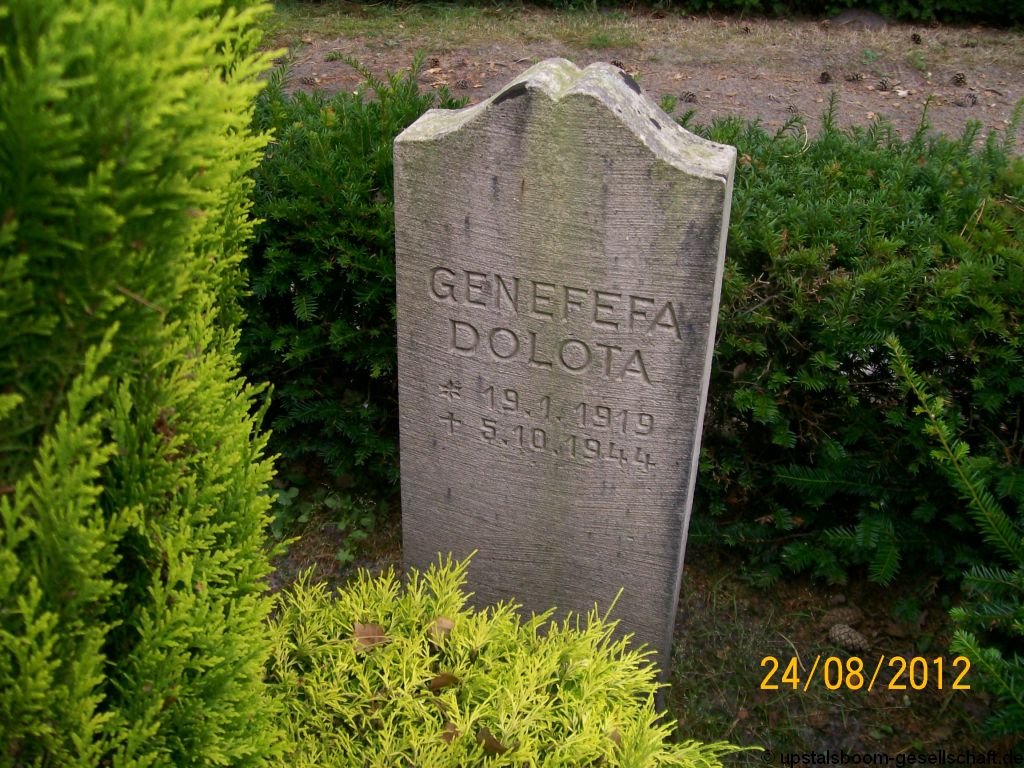 GENEFEFA
DOLOTA
* 19.1.1919
+ 5.10.1944
24/08/2012
© upstalsboom-gesellschaft.de